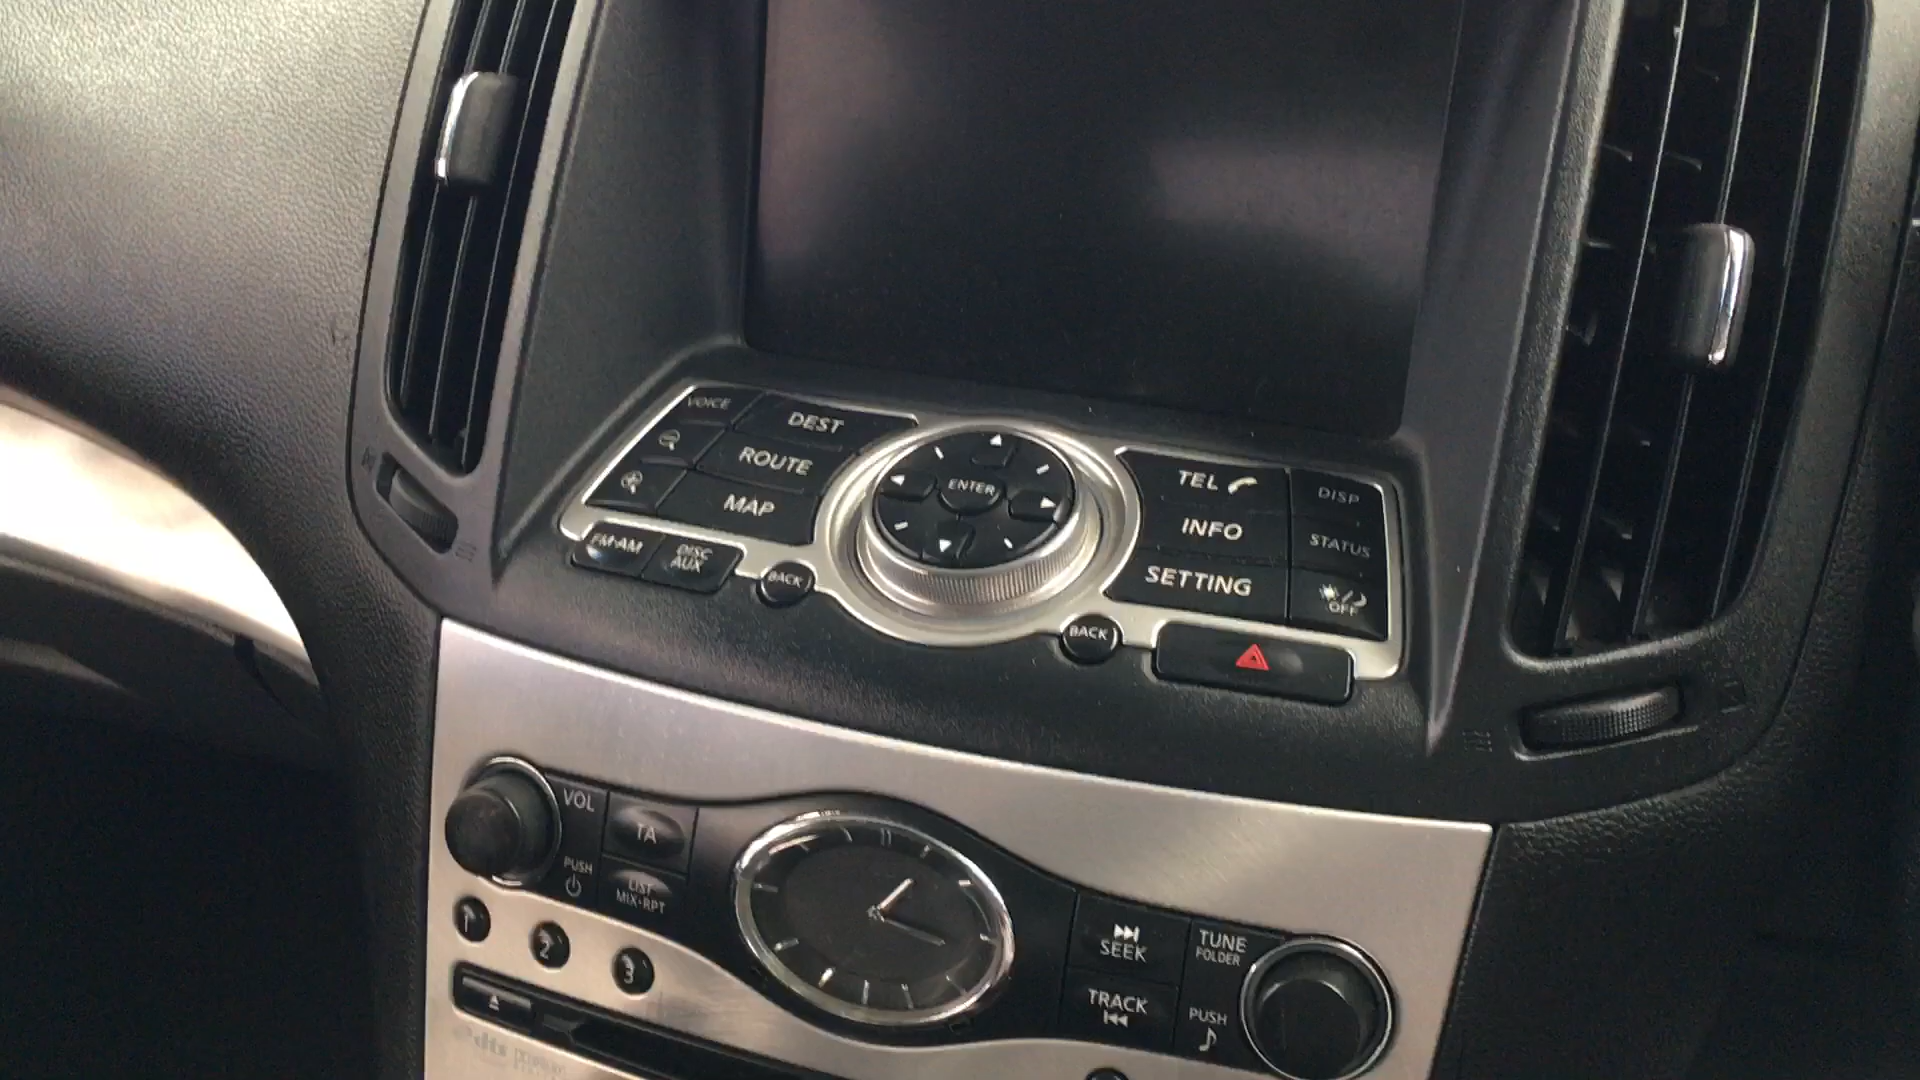 VOICE
DEST
ROUTE
MAP
FM·AM
DISC
AUX
BACK
ENTER
TEL
INFO
SETTING
DISP
STATUS
OFF
BACK
VOL
PUSH
TA
LIST
MIX·RPT
1
2
3
SEEK
TRACK
TUNE
FOLDER
PUSH